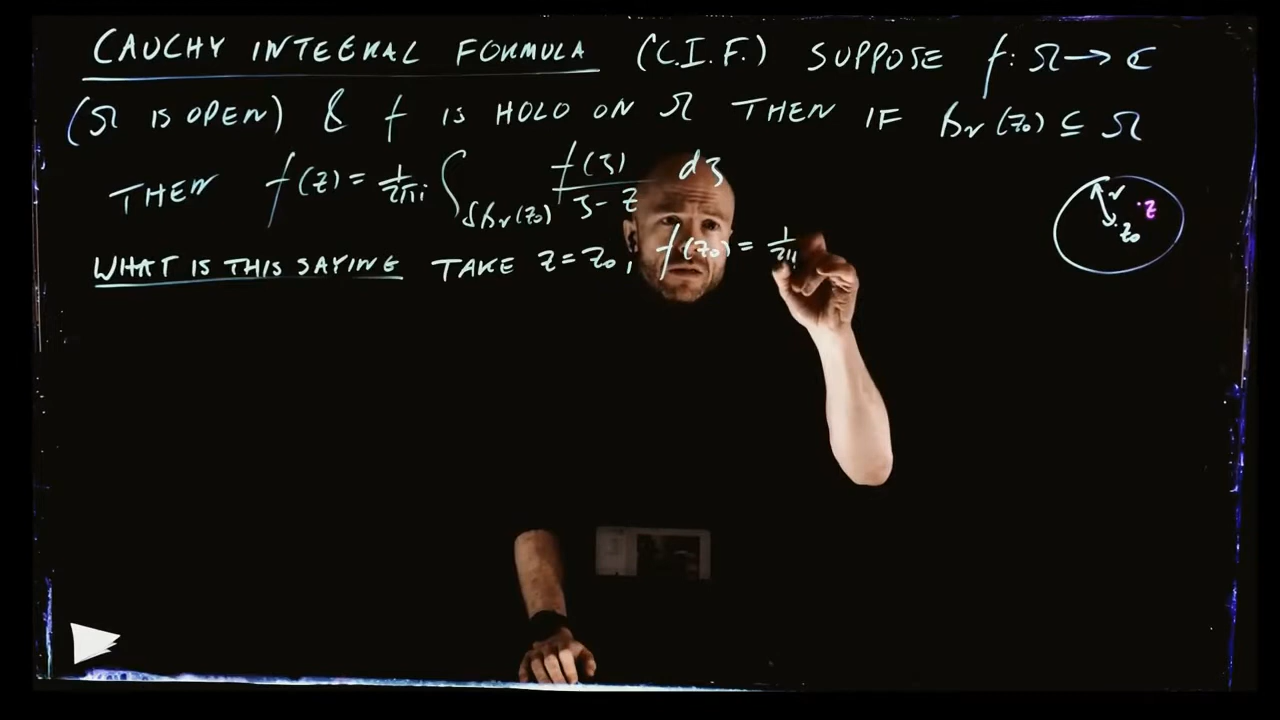 CAUCHY INTEGRAL FORMULA (C.I.F.) SUPPOSE f: Ω → ℂ
(Ω IS OPEN) & f IS HOLO ON Ω THEN IF Br(z₀) ⊆ Ω
THEN f(z) = 1/2πi ∫_∂Br(z₀) f(ζ)/ζ-z dζ
r
z
z₀
WHAT IS THIS SAYING TAKE z = z₀, f(z₀) = 1/2πi